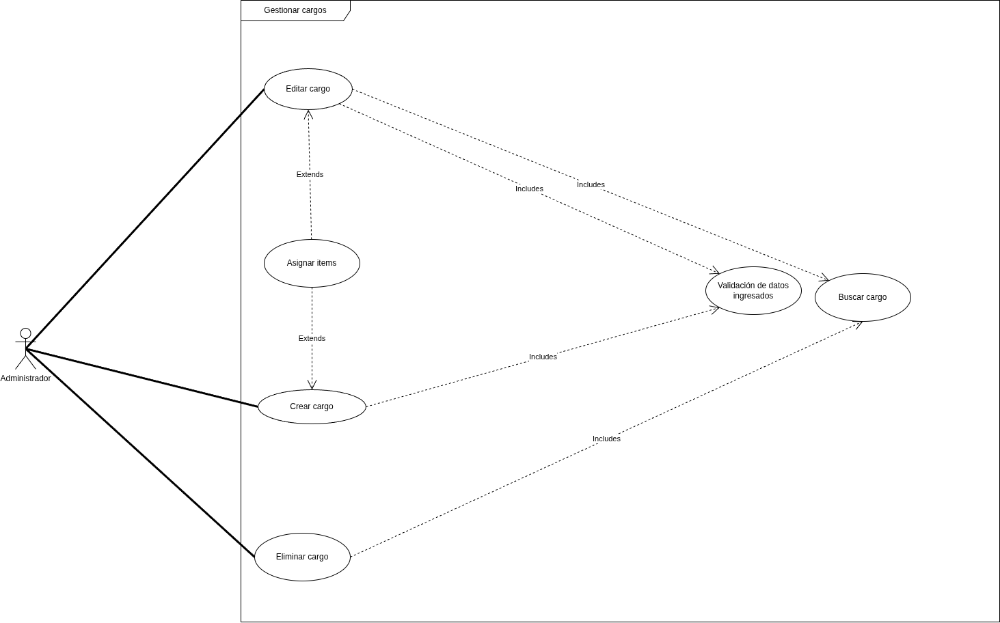 Gestionar cargos
Editar cargo
Extends
Includes
Includes
Asignar items
Validación de datos
ingresados
Buscar cargo
Extends
Includes
Administrador
Crear cargo
Includes
Eliminar cargo